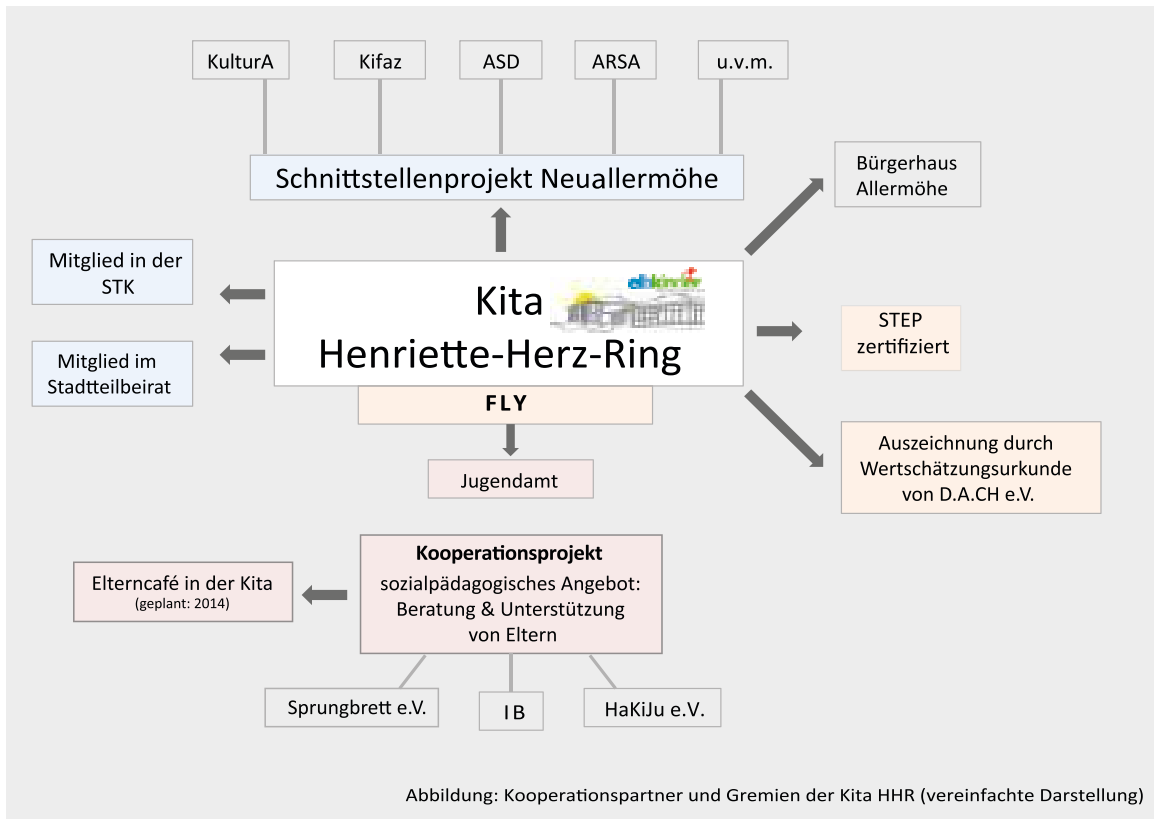 KulturA
Kifaz
ASD
ARSA
u.v.m.
Schnittstellenprojekt Neuallermöhe
Bürgerhaus
Allermöhe
Mitglied in der
STK
Mitglied im
Stadtteilbeirat
elbkinder
Kita
Henriette-Herz-Ring
STEP
zertifiziert
FLY
Auszeichnung durch
Wertschätzungsurkunde
von D.A.CH e.V.
Jugendamt
Kooperationsprojekt
sozialpädagogisches Angebot:
Beratung & Unterstützung
von Eltern
Elterncafé in der Kita
(geplant: 2014)
Sprungbrett e.V.
IB
HaKiJu e.V.
Abbildung: Kooperationspartner und Gremien der Kita HHR (vereinfachte Darstellung)